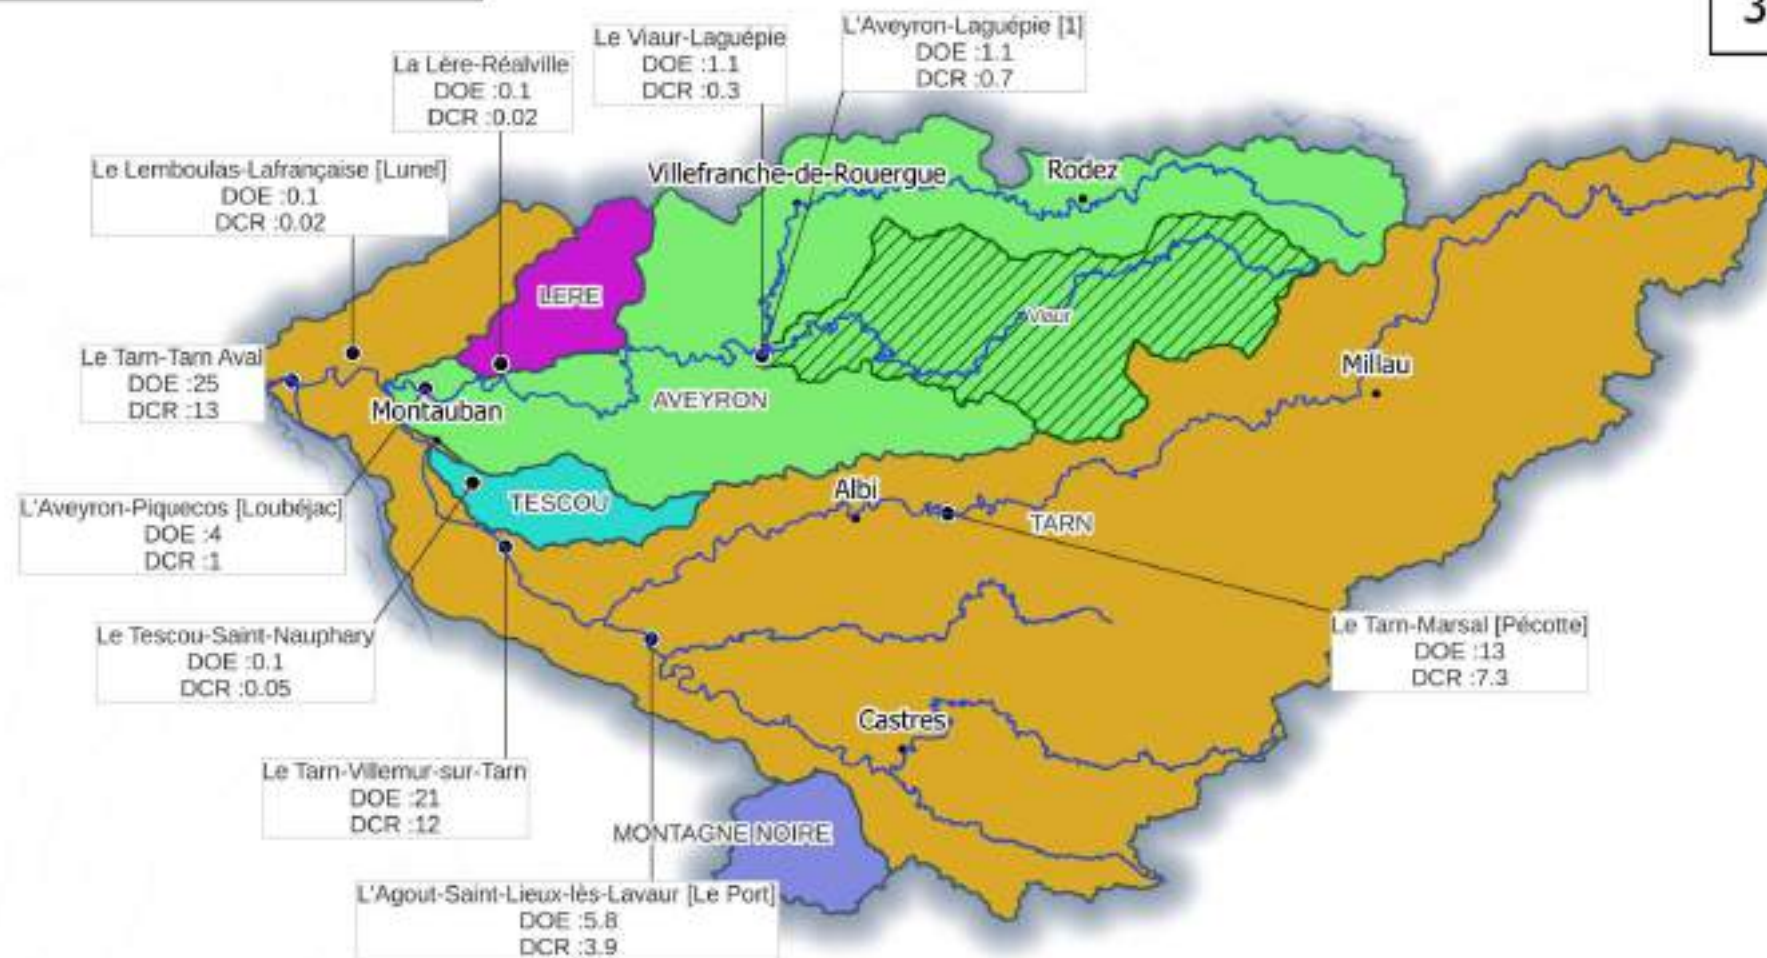 3
L'Aveyron-Laguépie [1]
DOE :1.1
DCR :0.7
Le Viaur-Laguépie
DOE :1.1
DCR :0.3
La Lère-Réalville
DOE :0.1
DCR :0.02
Le Lemboulas-Lafrançaise [Lunel]
DOE :0.1
DCR :0.02
Villefranche-de-Rouergue
Rodez
LERE
Viaur
Le Tarn-Tarn Aval
DOE :25
DCR :13
Millau
Montauban
AVEYRON
L'Aveyron-Piquecos [Loubéjac]
DOE :4
DCR :1
TESCOU
Albi
TARN
Le Tescou-Saint-Nauphary
DOE :0.1
DCR :0.05
Le Tarn-Marsal [Pécotte]
DOE :13
DCR :7.3
Castres
Le Tarn-Villemur-sur-Tarn
DOE :21
DCR :12
MONTAGNE NOIRE
L'Agout-Saint-Lieux-lès-Lavaur [Le Port]
DOE :5.8
DCR :3.9